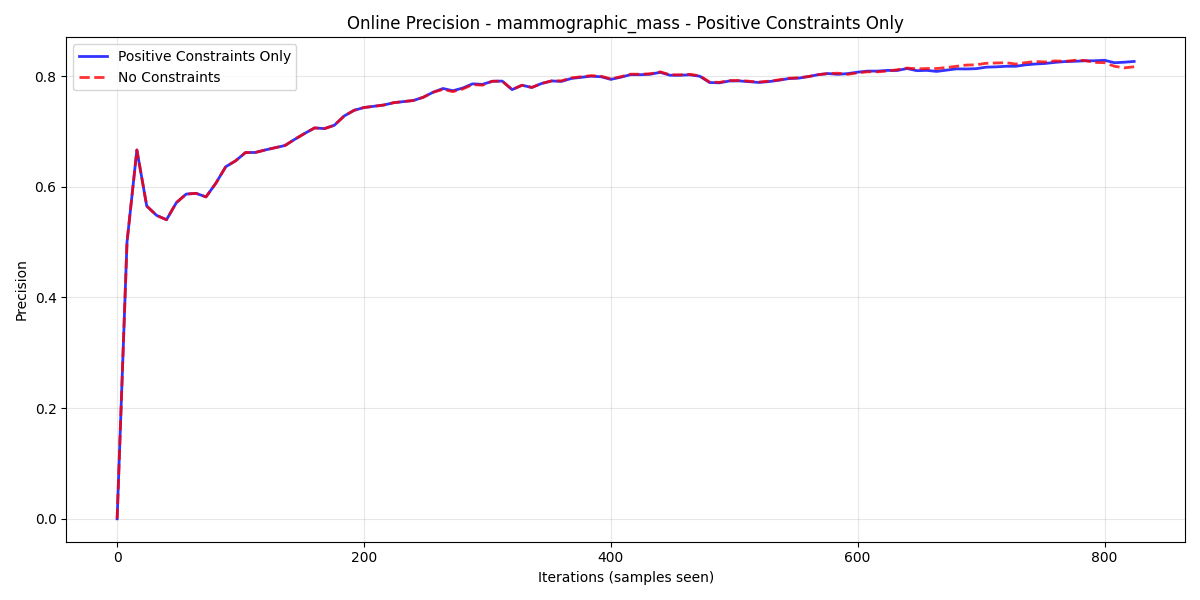 Online Precision - mammographic_mass - Positive Constraints Only
Positive Constraints Only
No Constraints
Precision
0.8
0.6
0.4
0.2
0.0
0 200 400 600 800
Iterations (samples seen)